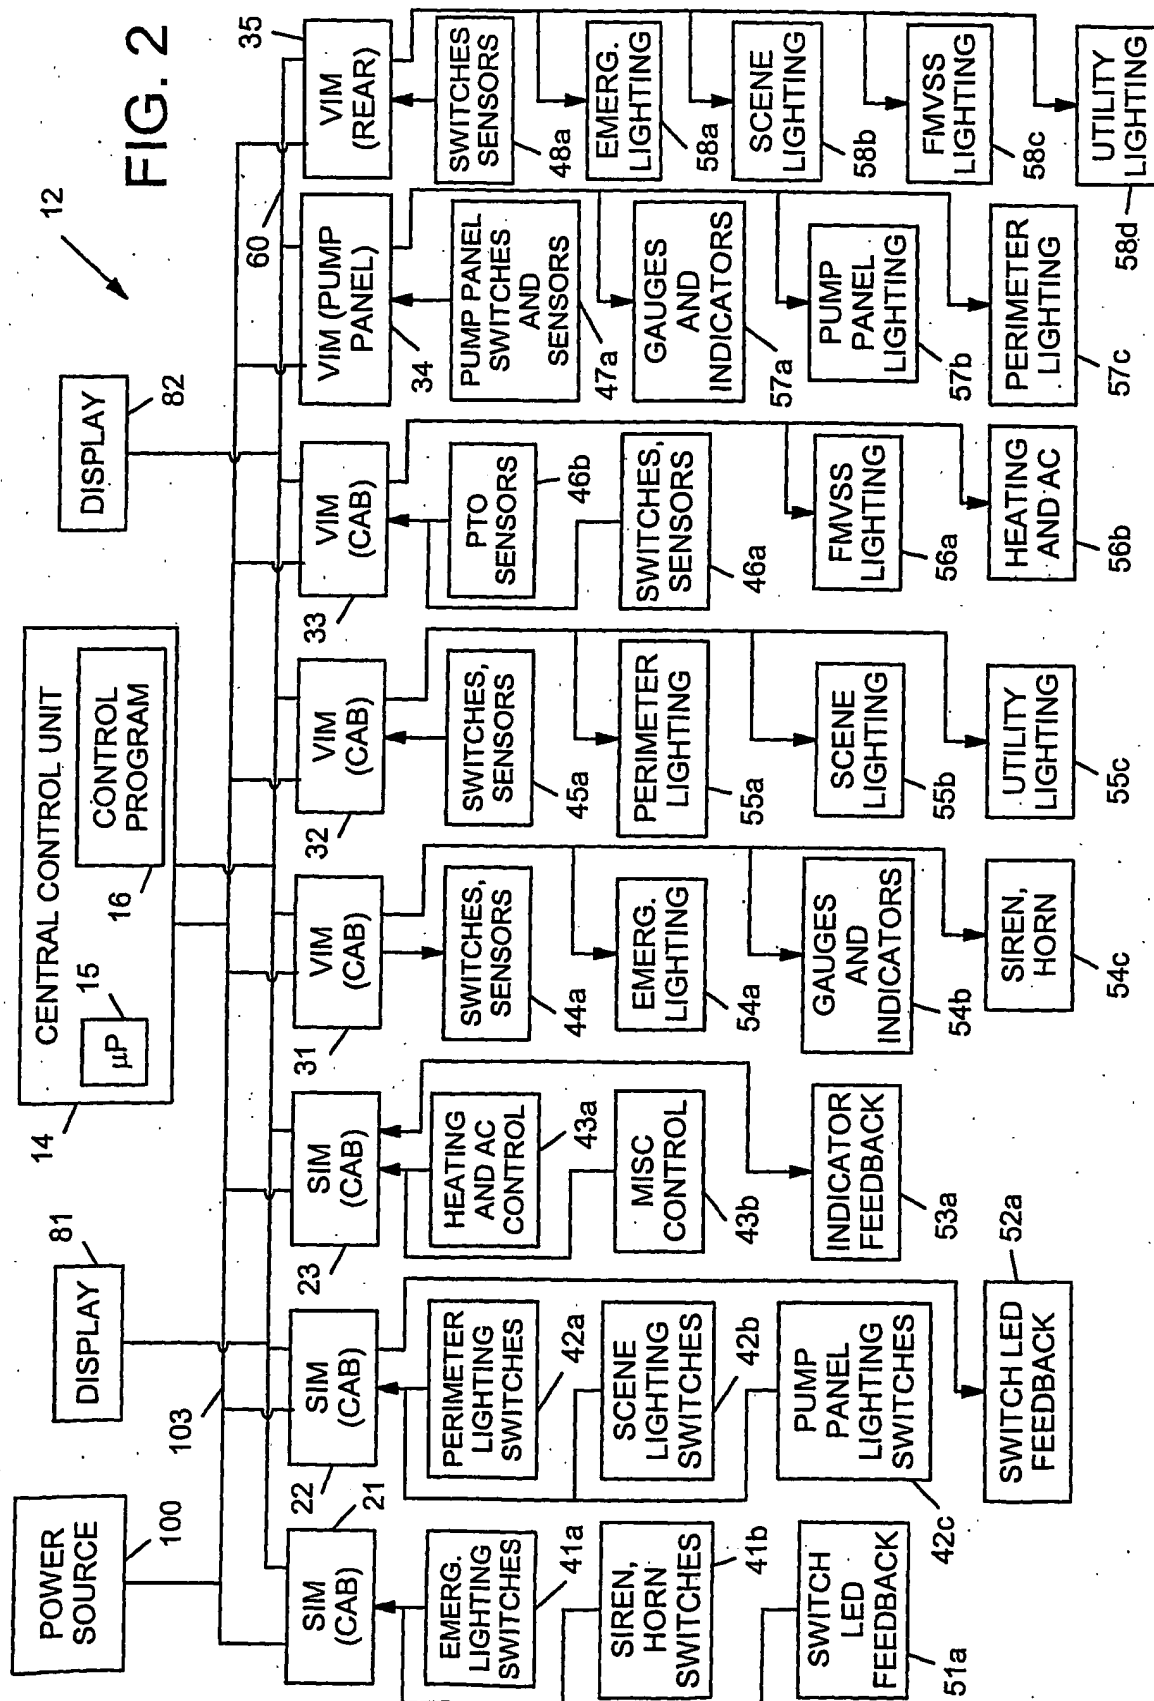 FIG. 2
12
POWER
SOURCE
100
DISPLAY
81
103
CENTRAL CONTROL UNIT
14
µP
15
CONTROL
PROGRAM
16
DISPLAY
82
60
SIM
(CAB)
21
EMERG.
LIGHTING
SWITCHES
41a
SIREN,
HORN
SWITCHES
41b
SWITCH
LED
FEEDBACK
51a
SIM
(CAB)
22
PERIMETER
LIGHTING
SWITCHES
42a
SCENE
LIGHTING
SWITCHES
42b
PUMP
PANEL
LIGHTING
SWITCHES
42c
SWITCH LED
FEEDBACK
52a
SIM
(CAB)
23
HEATING
AND AC
CONTROL
43a
MISC
CONTROL
43b
INDICATOR
FEEDBACK
53a
VIM
(CAB)
31
SWITCHES,
SENSORS
44a
EMERG.
LIGHTING
54a
GAUGES
AND
INDICATORS
54b
SIREN,
HORN
54c
VIM
(CAB)
32
SWITCHES,
SENSORS
45a
PERIMETER
LIGHTING
55a
SCENE
LIGHTING
55b
UTILITY
LIGHTING
55c
VIM
(CAB)
33
PTO
SENSORS
46b
SWITCHES,
SENSORS
46a
FMVSS
LIGHTING
56a
HEATING
AND AC
56b
VIM (PUMP
PANEL)
34
PUMP PANEL
SWITCHES
AND
SENSORS
47a
GAUGES
AND
INDICATORS
57a
PUMP
PANEL
LIGHTING
57b
PERIMETER
LIGHTING
57c
VIM
(REAR)
35
SWITCHES
SENSORS
48a
EMERG.
LIGHTING
58a
SCENE
LIGHTING
58b
FMVSS
LIGHTING
58c
UTILITY
LIGHTING
58d